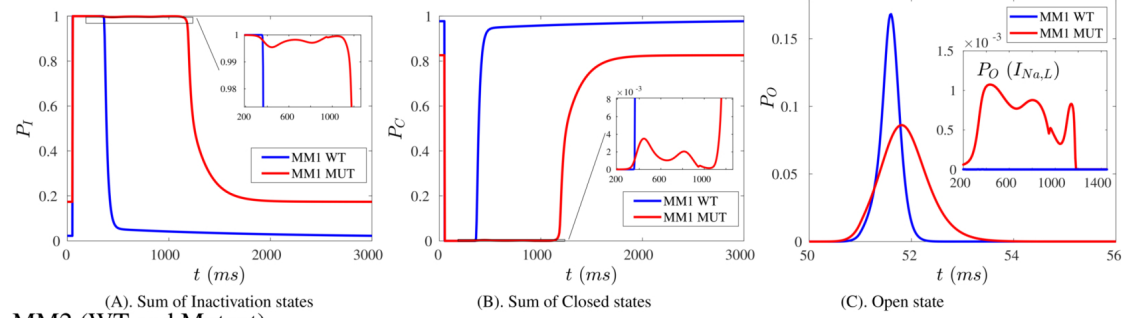 1
0.8
0.6
0.4
0.2
0
P_I
1
0.99
0.98
200 600 1000
MM1 WT
MM1 MUT
0 1000 2000 3000
t (ms)
(A). Sum of Inactivation states
1
0.8
0.6
0.4
0.2
0
P_C
×10 -3
8
6
4
2
0
200 600 1000
MM1 WT
MM1 MUT
0 1000 2000 3000
t (ms)
(B). Sum of Closed states
0.15
0.1
0.05
0
P_O
MM1 WT
MM1 MUT
×10 -3
1.5
1
0.5
0
P_O (I_{Na,L})
200 600 1000 1400
50 52 54 56
t (ms)
(C). Open state